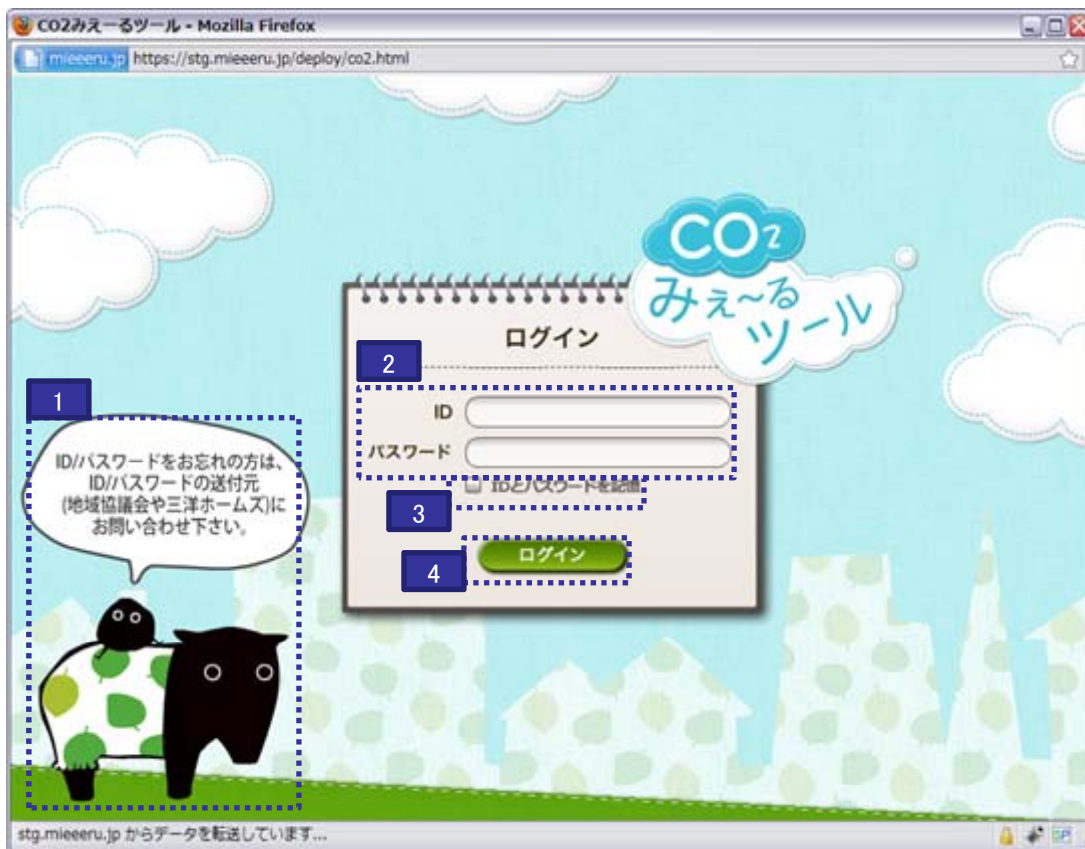 CO2みえーるツール - Mozilla Firefox
mieeeru.jp https://stg.mieeeru.jp/deploy/co2.html
CO2
みぇ〜る
ツール
ログイン
2
1
ID
パスワード
IDとパスワードを記憶
3
ID/パスワードをお忘れの方は、
ID/パスワードの送付元
(地域協議会や三洋ホームズ)に
お問い合わせ下さい。
ログイン
4
stg.mieeeru.jp からデータを転送しています...